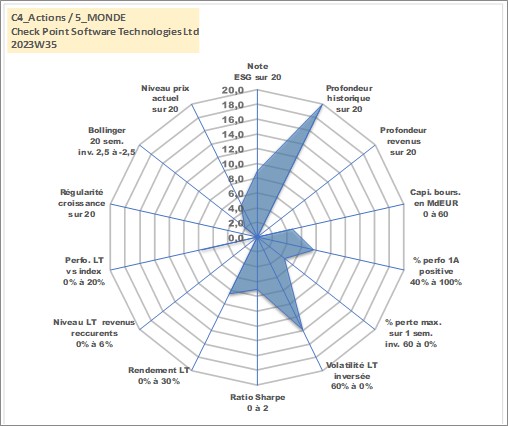 C4_Actions / 5_MONDE
Check Point Software Technologies Ltd
2023W35
Note
ESG sur 20
Profondeur
historique
sur 20
Profondeur
revenus
sur 20
Capi. bours.
en MdEUR
0 à 60
% perfo 1A
positive
40% à 100%
% perte max.
sur 1 sem.
inv. 60 à 0%
Volatilité LT
inversée
60% à 0%
Ratio Sharpe
0 à 2
Rendement LT
0% à 30%
Niveau LT revenus
reccurents
0% à 6%
Perfo. LT
vs index
0% à 20%
Régularité
croissance
sur 20
Bollinger
20 sem.
inv. 2,5 à -2,5
Niveau prix
actuel
sur 20
20,0
18,0
16,0
14,0
12,0
10,0
8,0
6,0
4,0
2,0
0,0